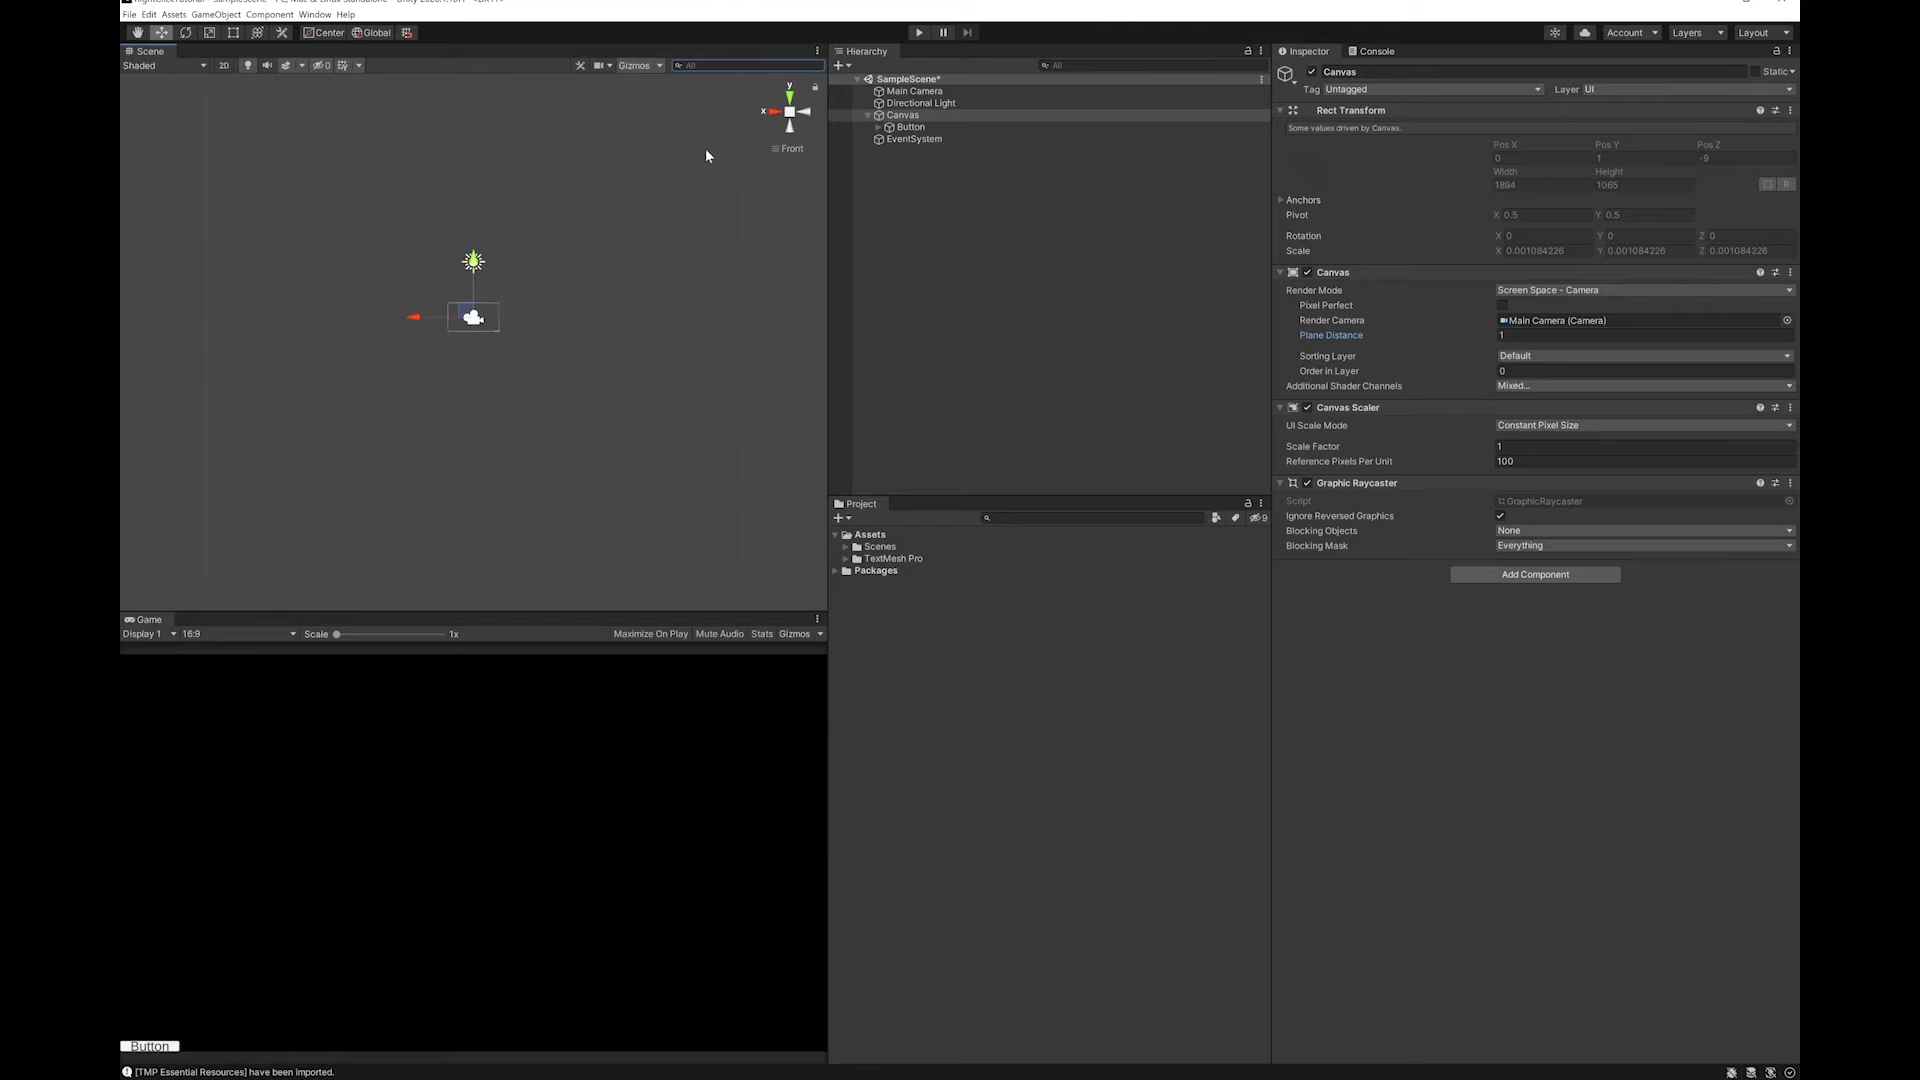 File Edit Assets GameObject Component Window Help
Center Global
Account Layers Layout
Scene
Shaded 2D 0 Gizmos All
y
x
Front
Hierarchy
All
SampleScene*
Main Camera
Directional Light
Canvas
Button
EventSystem
Project
9
Assets
Scenes
TextMesh Pro
Packages
Inspector Console
Canvas Static
Tag Untagged Layer UI
Rect Transform
Some values driven by Canvas.
Pos X Pos Y Pos Z
0 1 -9
Width Height
1894 1065
R
Anchors
Pivot X 0.5 Y 0.5
Rotation X 0 Y 0 Z 0
Scale X 0.001084226 Y 0.001084226 Z 0.001084226
Canvas
Render Mode Screen Space - Camera
Pixel Perfect
Render Camera Main Camera (Camera)
Plane Distance 1
Sorting Layer Default
Order in Layer 0
Additional Shader Channels Mixed...
Canvas Scaler
UI Scale Mode Constant Pixel Size
Scale Factor 1
Reference Pixels Per Unit 100
Graphic Raycaster
Script GraphicRaycaster
Ignore Reversed Graphics
Blocking Objects None
Blocking Mask Everything
Add Component
Game
Display 1 16:9 Scale 1x Maximize On Play Mute Audio Stats Gizmos
Button
[TMP Essential Resources] have been imported.